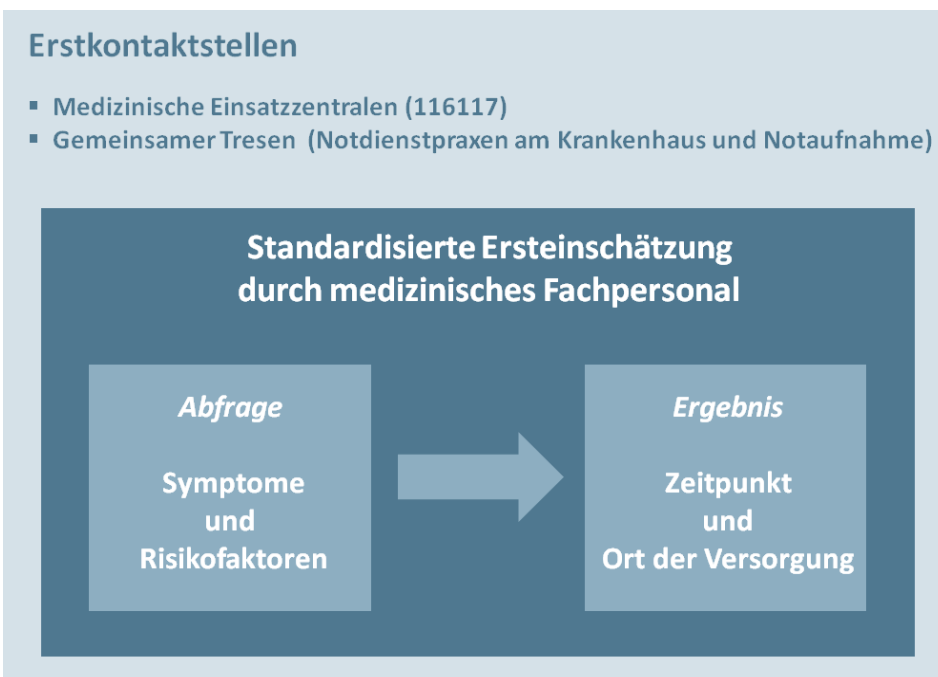 Erstkontaktstellen
▪ Medizinische Einsatzzentralen (116117)
▪ Gemeinsamer Tresen (Notdienstpraxen am Krankenhaus und Notaufnahme)
Standardisierte Ersteinschätzung
durch medizinisches Fachpersonal
Abfrage
Symptome
und
Risikofaktoren
Ergebnis
Zeitpunkt
und
Ort der Versorgung